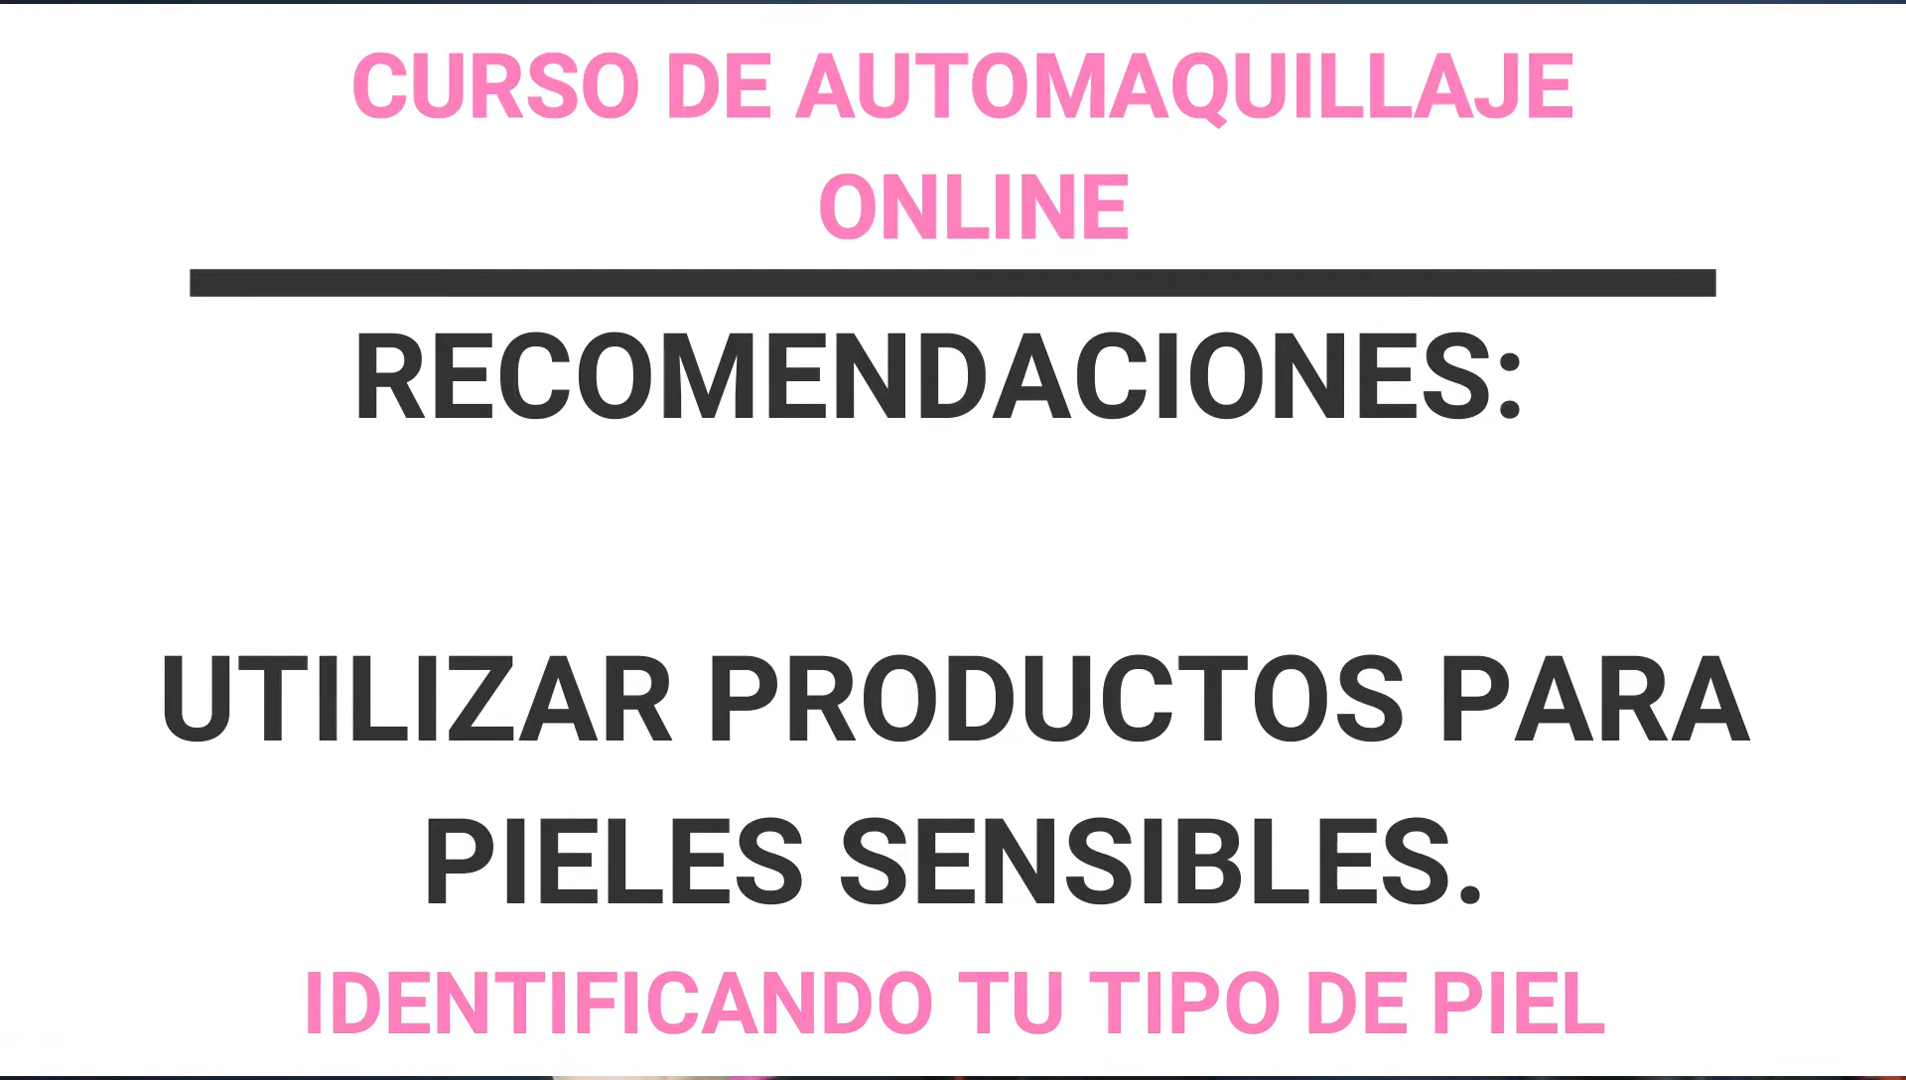 CURSO DE AUTOMAQUILLAJE
ONLINE
RECOMENDACIONES:
UTILIZAR PRODUCTOS PARA
PIELES SENSIBLES.
IDENTIFICANDO TU TIPO DE PIEL